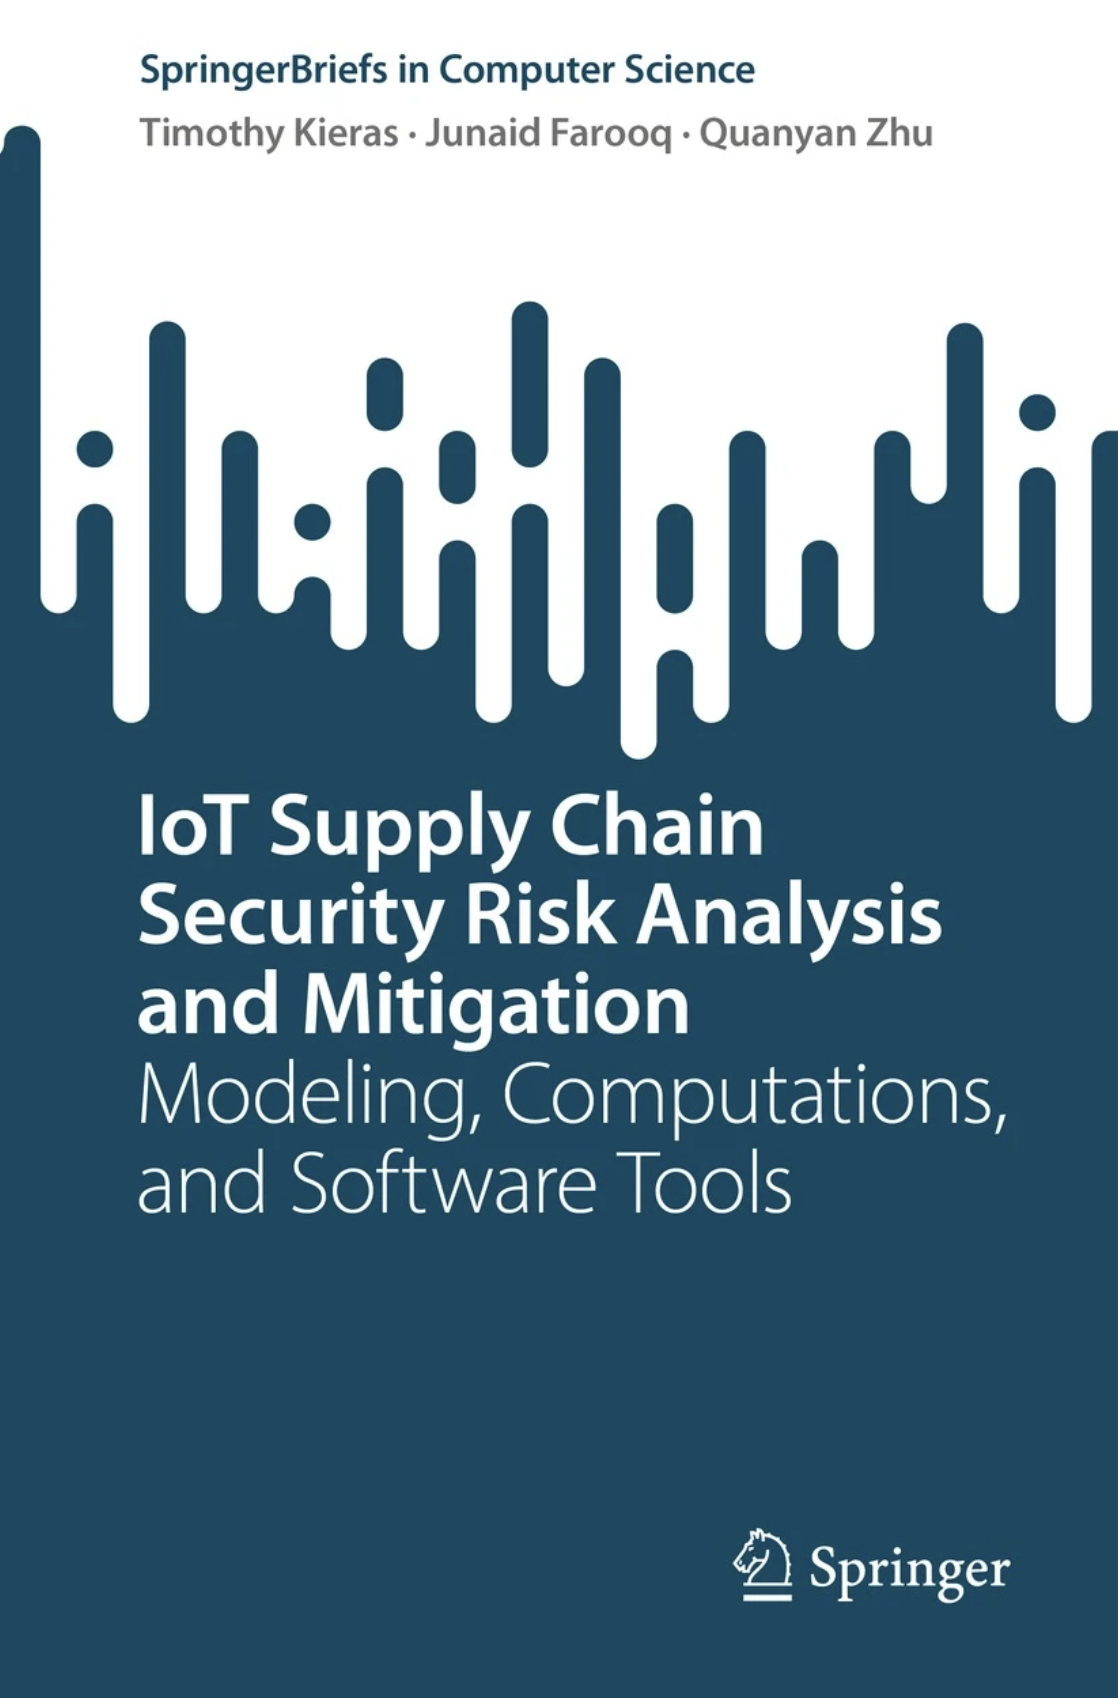 SpringerBriefs in Computer Science
Timothy Kieras · Junaid Farooq · Quanyan Zhu
IoT Supply Chain
Security Risk Analysis
and Mitigation
Modeling, Computations,
and Software Tools
Springer